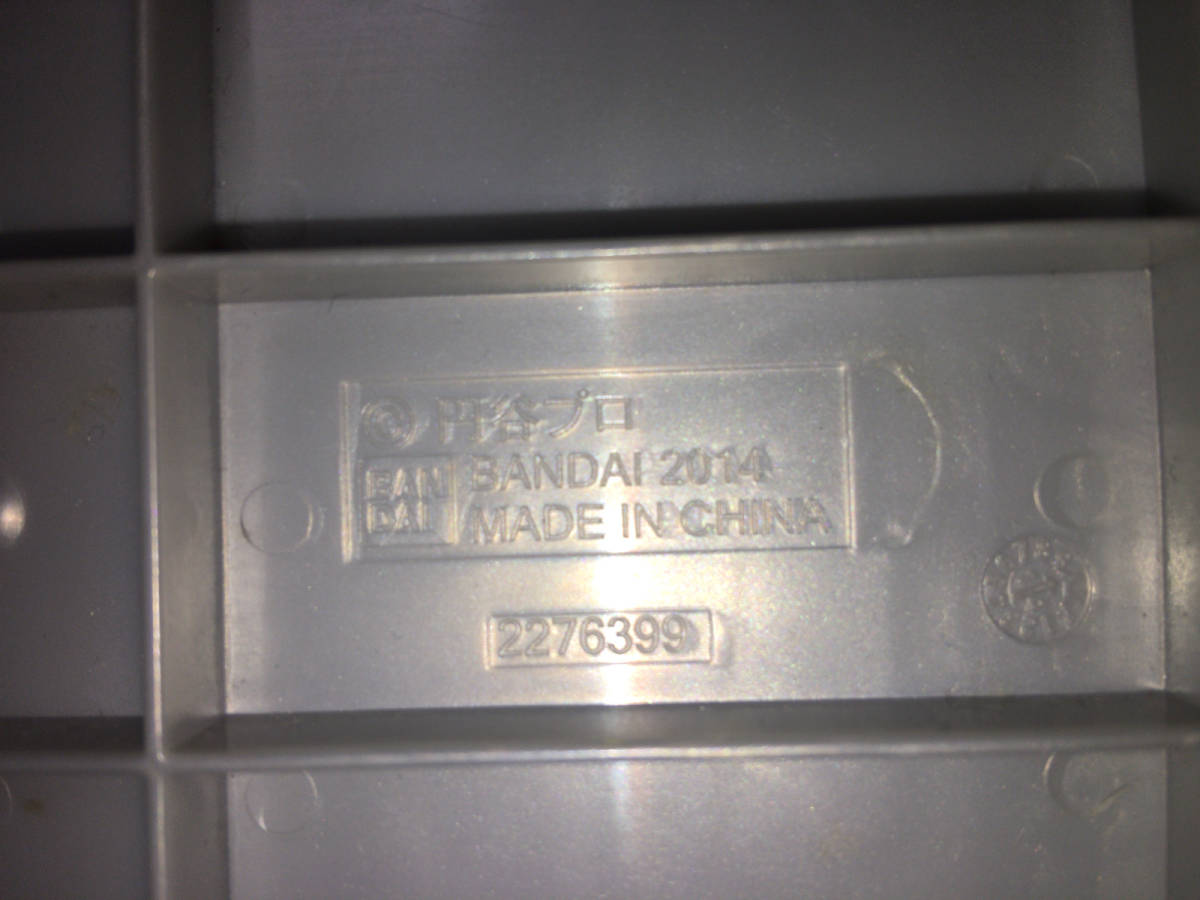 © 円谷プロ
BAN DAI
BANDAI 2014
MADE IN CHINA
2276399